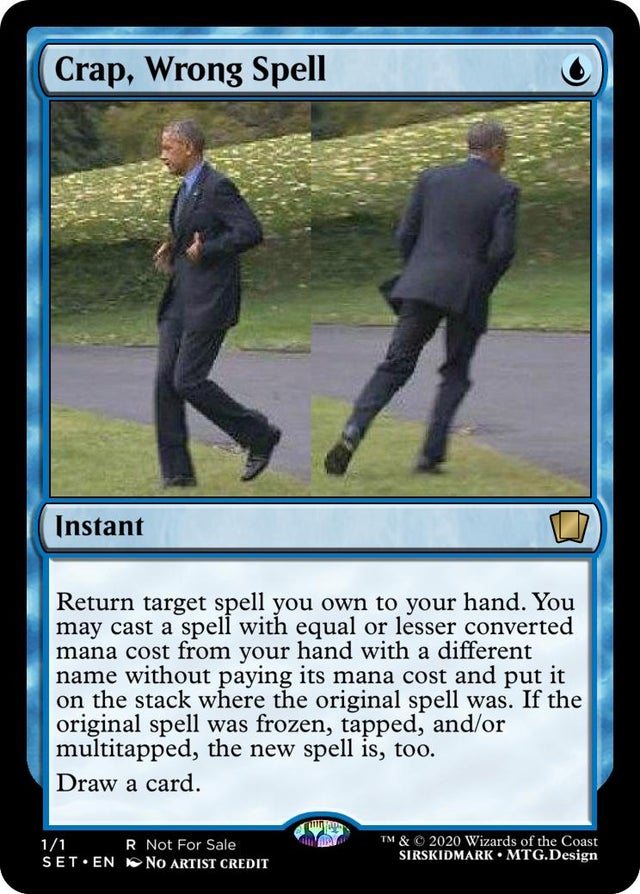 Crap, Wrong Spell
Instant
Return target spell you own to your hand. You
may cast a spell with equal or lesser converted
mana cost from your hand with a different
name without paying its mana cost and put it
on the stack where the original spell was. If the
original spell was frozen, tapped, and/or
multitapped, the new spell is, too.
Draw a card.
1/1 R Not For Sale
SET • EN No artist credit
™ & © 2020 Wizards of the Coast
SIRSKIDMARK • MTG.Design